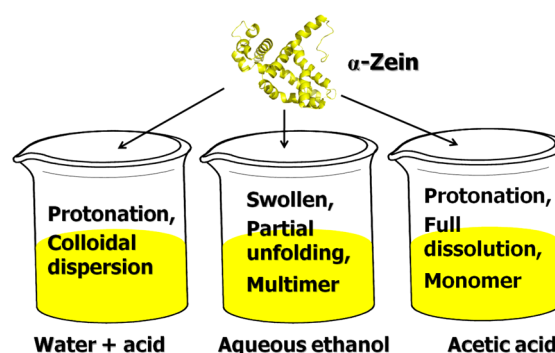 α-Zein
Protonation,
Colloidal
dispersion
Swollen,
Partial
unfolding,
Multimer
Protonation,
Full
dissolution,
Monomer
Water + acid
Aqueous ethanol
Acetic acid